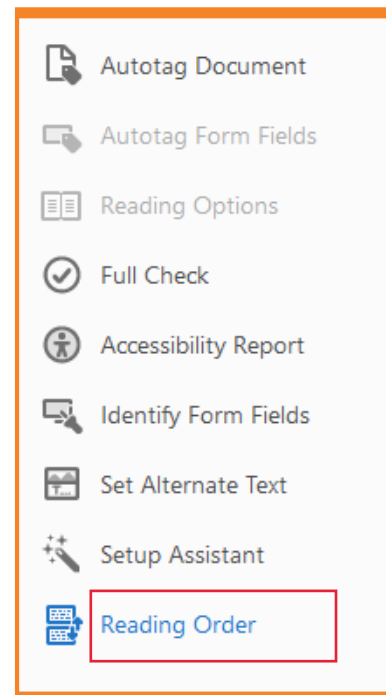 Autotag Document
Autotag Form Fields
Reading Options
Full Check
Accessibility Report
Identify Form Fields
Set Alternate Text
Setup Assistant
Reading Order